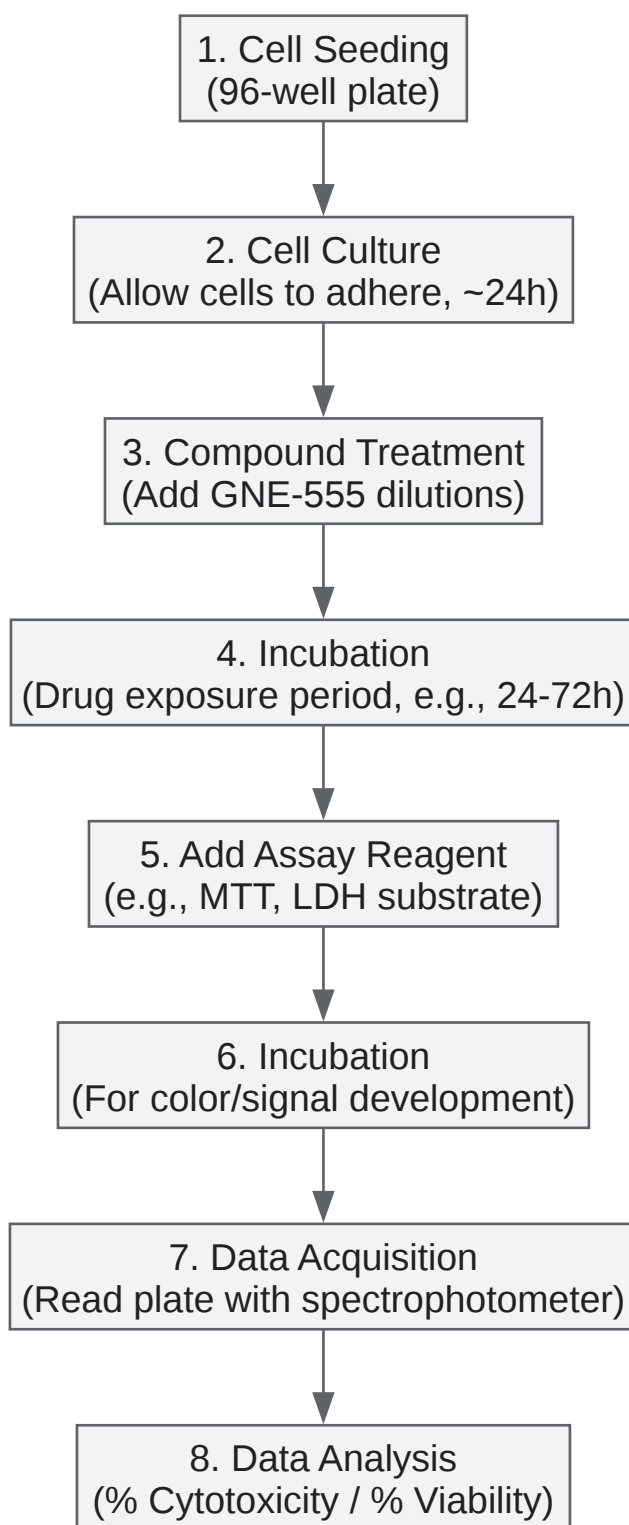 1. Cell Seeding
(96-well plate)
2. Cell Culture
(Allow cells to adhere, ~24h)
3. Compound Treatment
(Add GNE-555 dilutions)
4. Incubation
(Drug exposure period, e.g., 24-72h)
5. Add Assay Reagent
(e.g., MTT, LDH substrate)
6. Incubation
(For color/signal development)
7. Data Acquisition
(Read plate with spectrophotometer)
8. Data Analysis
(% Cytotoxicity / % Viability)